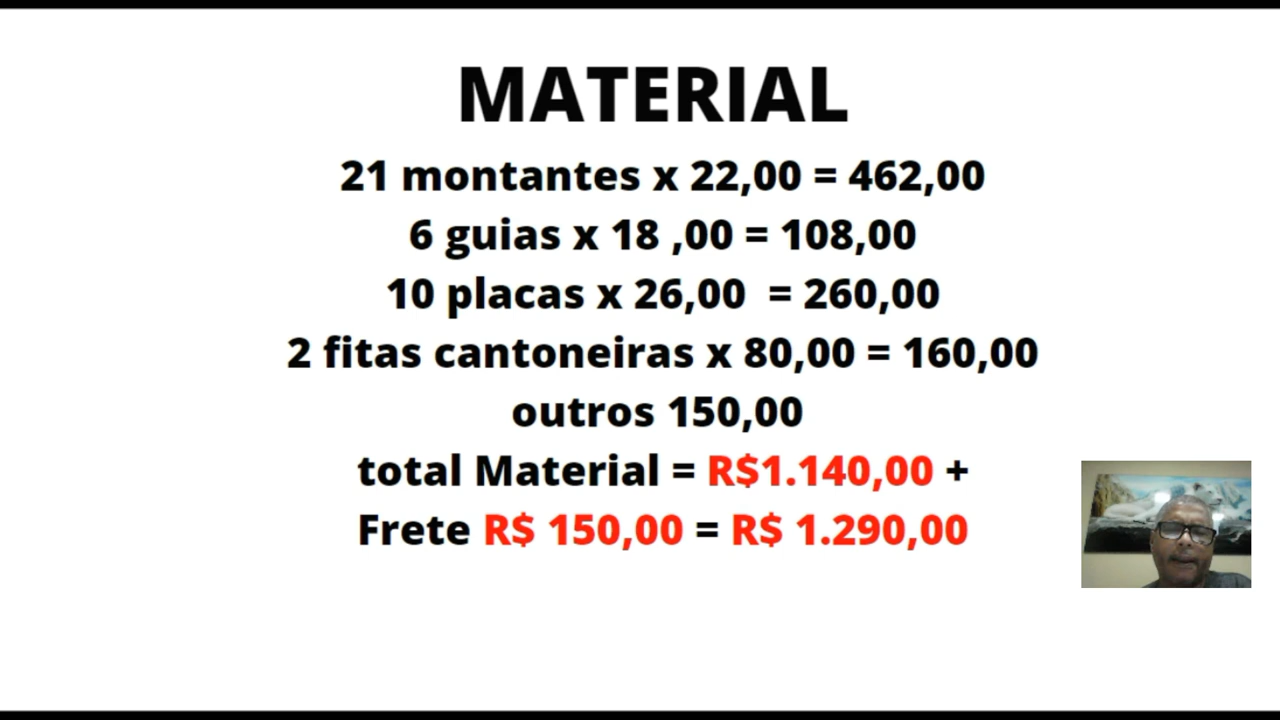 MATERIAL
21 montantes x 22,00 = 462,00
6 guias x 18 ,00 = 108,00
10 placas x 26,00 = 260,00
2 fitas cantoneiras x 80,00 = 160,00
outros 150,00
total Material = R$1.140,00 +
Frete R$ 150,00 = R$ 1.290,00